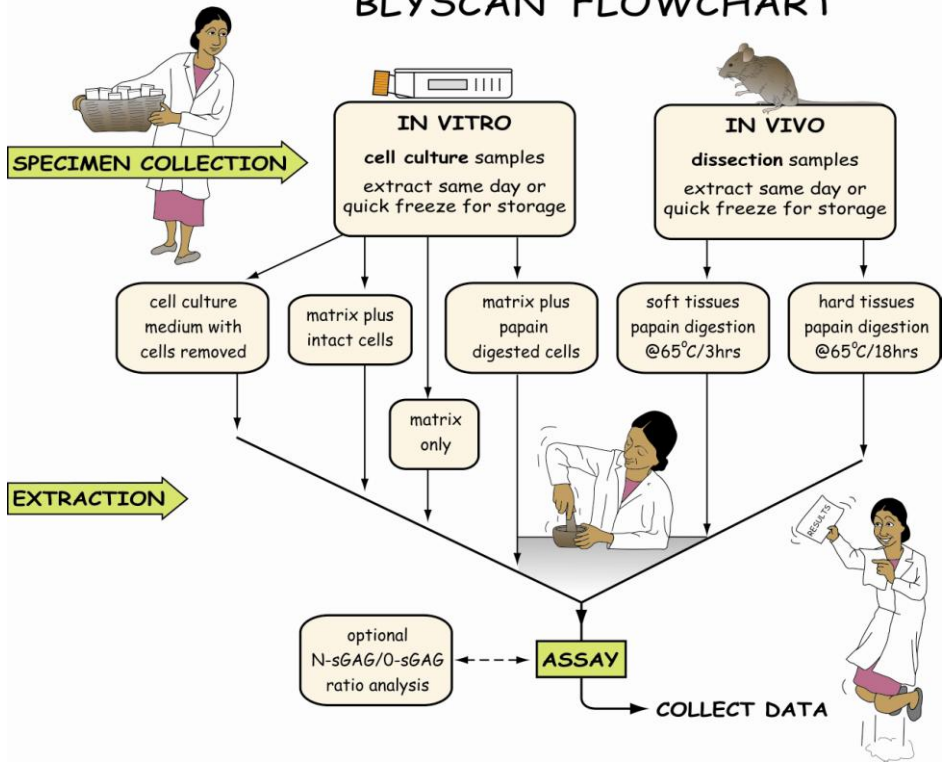 BLYSCAN FLOWCHART
SPECIMEN COLLECTION
IN VITRO
cell culture samples
extract same day or
quick freeze for storage
IN VIVO
dissection samples
extract same day or
quick freeze for storage
cell culture
medium with
cells removed
matrix plus
intact cells
matrix
only
matrix plus
papain
digested cells
soft tissues
papain digestion
@65°C/3hrs
hard tissues
papain digestion
@65°C/18hrs
EXTRACTION
RESULTS
optional
N-sGAG/O-sGAG
ratio analysis
ASSAY
COLLECT DATA